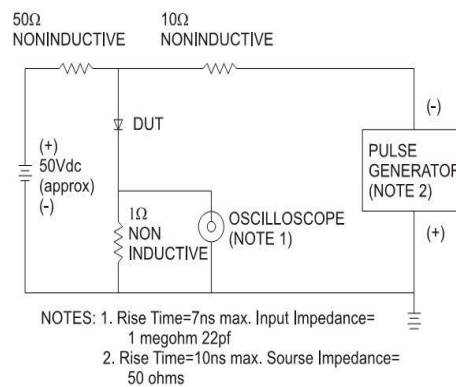 50Ω
NONINDUCTIVE
10Ω
NONINDUCTIVE
(+)
50Vdc
(approx)
(-)
DUT
1Ω
NON
INDUCTIVE
OSCILLOSCOPE
(NOTE 1)
(-)
PULSE
GENERATOR
(NOTE 2)
(+)
NOTES: 1. Rise Time=7ns max. Input Impedance=
1 megohm 22pf
2. Rise Time=10ns max. Sourse Impedance=
50 ohms